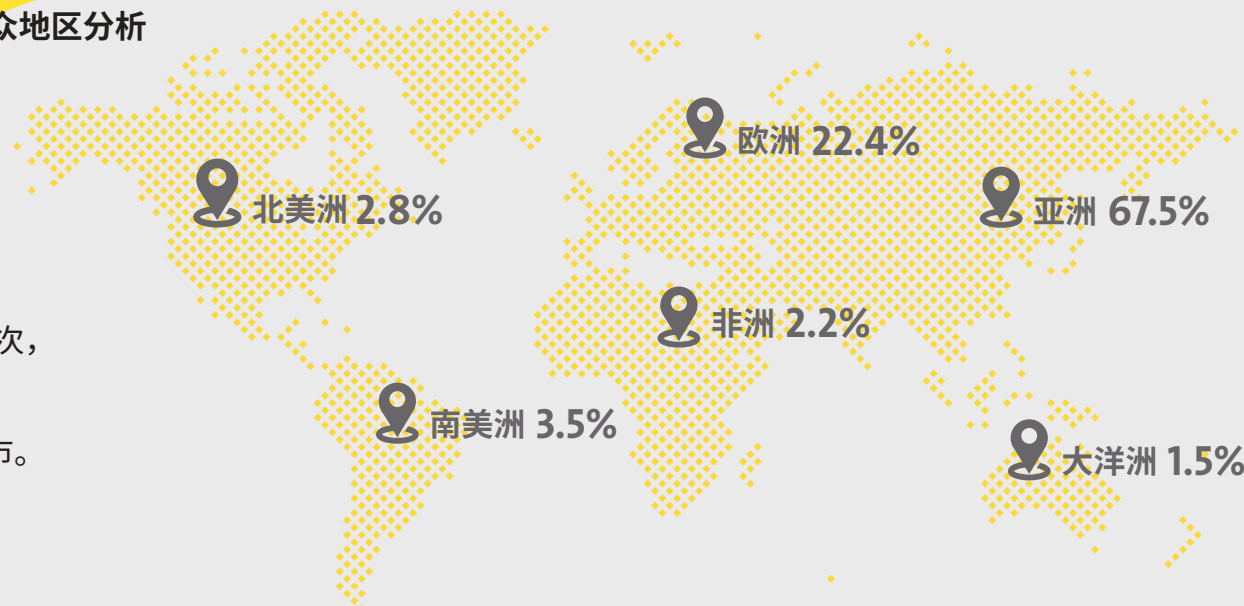 众地区分析
欧洲 22.4%
北美洲 2.8%
亚洲 67.5%
非洲 2.2%
次，
南美洲 3.5%
市。
大洋洲 1.5%